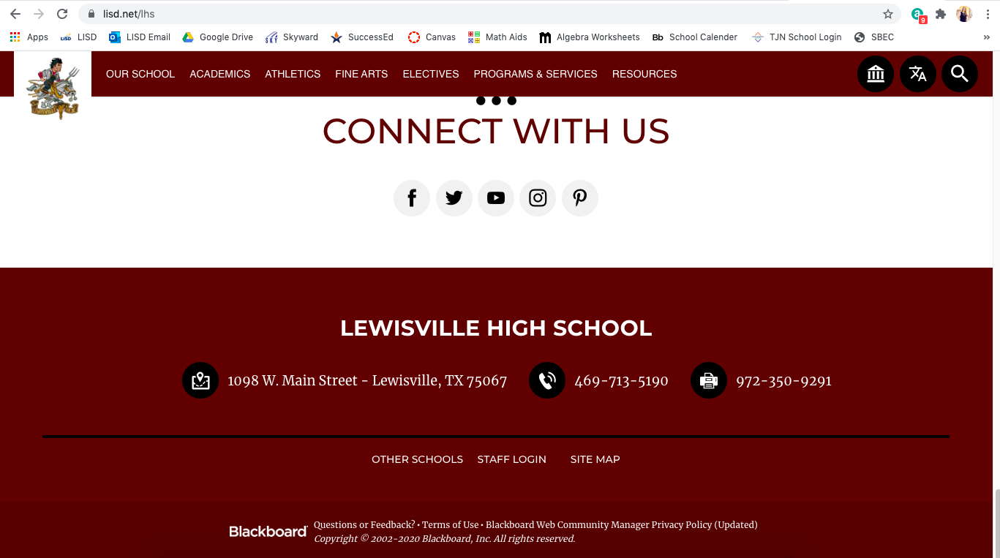 lisd.net/lhs
9
Apps LISD LISD Email Google Drive Skyward SuccessEd Canvas Math Aids Algebra Worksheets Bb School Calender TJN School Login SBEC »
OUR SCHOOL ACADEMICS ATHLETICS FINE ARTS ELECTIVES PROGRAMS & SERVICES RESOURCES
LEWISVILLE
CONNECT WITH US
LEWISVILLE HIGH SCHOOL
1098 W. Main Street - Lewisville, TX 75067 469-713-5190 972-350-9291
OTHER SCHOOLS STAFF LOGIN SITE MAP
Blackboard
Questions or Feedback? • Terms of Use • Blackboard Web Community Manager Privacy Policy (Updated)
Copyright © 2002-2020 Blackboard, Inc. All rights reserved.